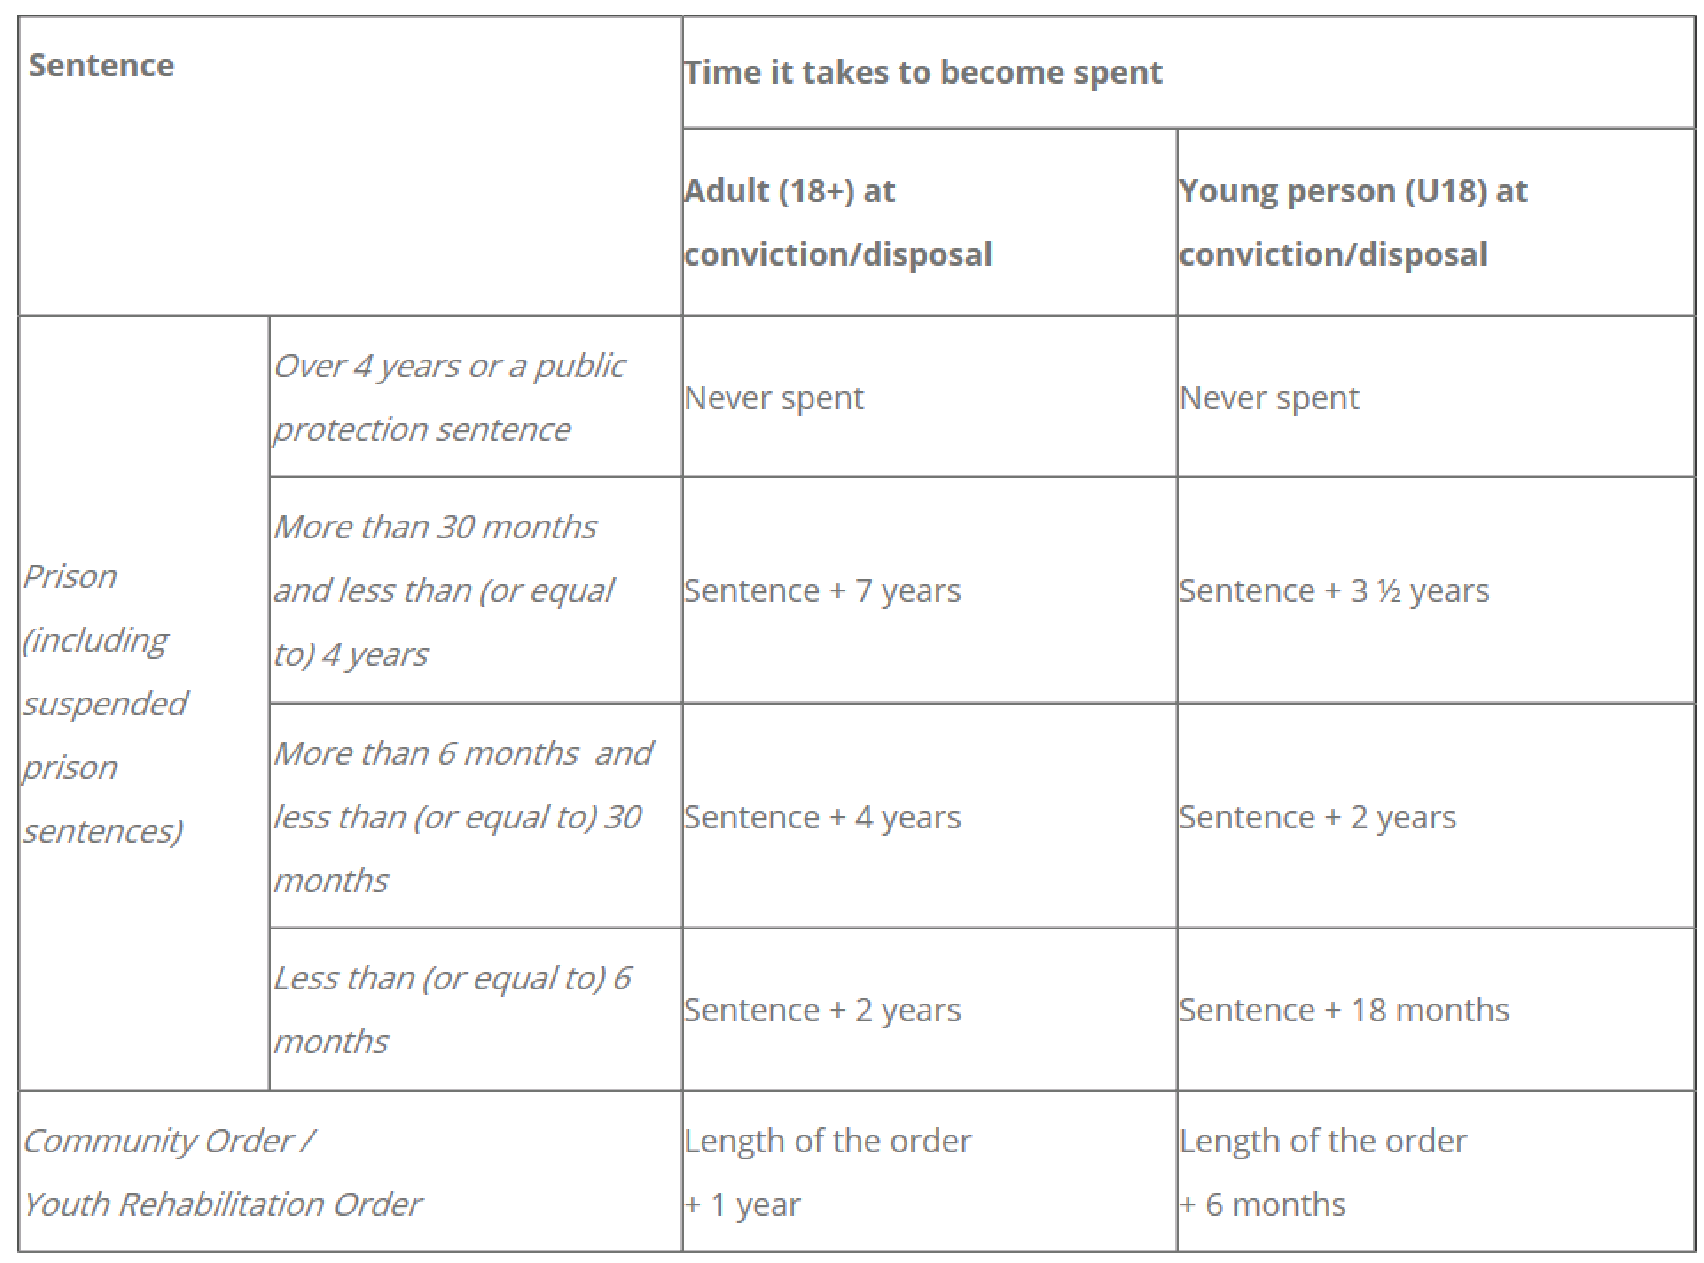 Sentence
Time it takes to become spent
Adult (18+) at
conviction/disposal
Young person (U18) at
conviction/disposal
Prison
(including
suspended
prison
sentences)
Over 4 years or a public
protection sentence
Never spent
Never spent
More than 30 months
and less than (or equal
to) 4 years
Sentence + 7 years
Sentence + 3 ½ years
More than 6 months  and
less than (or equal to) 30
months
Sentence + 4 years
Sentence + 2 years
Less than (or equal to) 6
months
Sentence + 2 years
Sentence + 18 months
Community Order /
Youth Rehabilitation Order
Length of the order
+ 1 year
Length of the order
+ 6 months